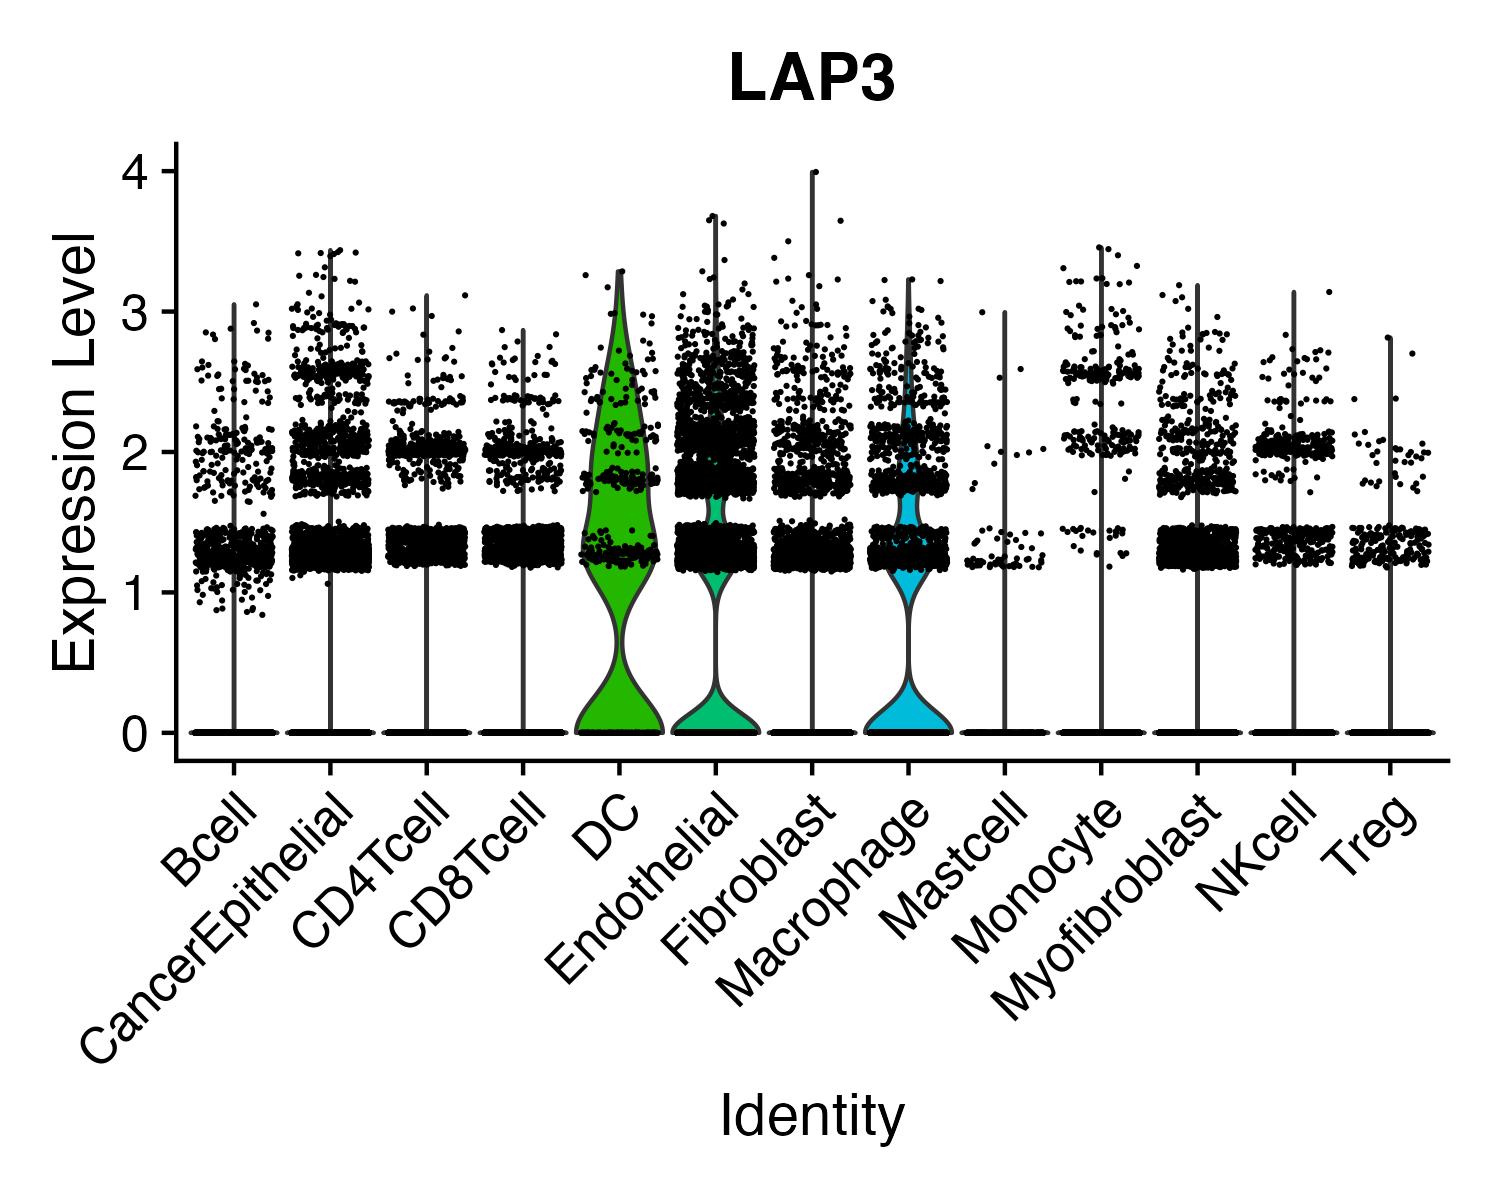 LAP3
Expression Level
4
3
2
1
0
Bcell
CancerEpithelial
CD4Tcell
CD8Tcell
DC
Endothelial
Fibroblast
Macrophage
Mastcell
Monocyte
Myofibroblast
NKcell
Treg
Identity